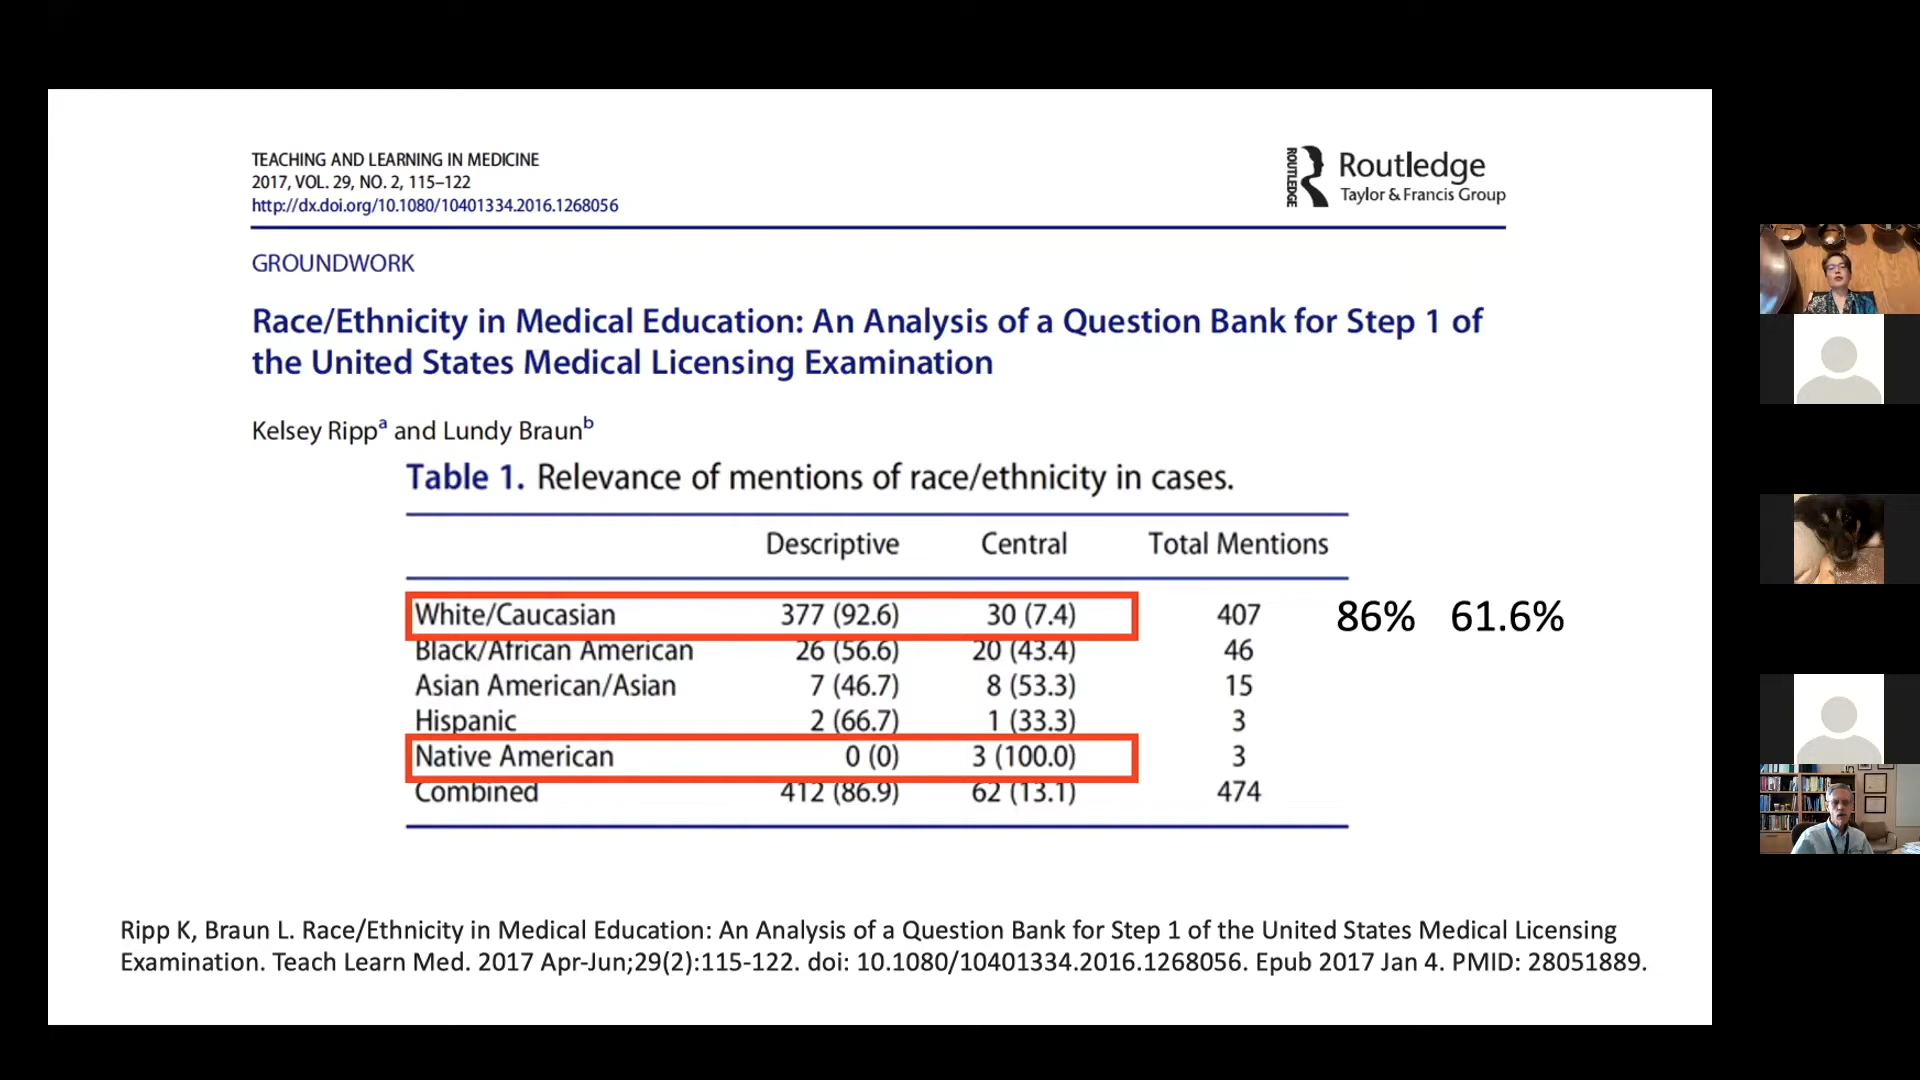 TEACHING AND LEARNING IN MEDICINE
2017, VOL. 29, NO. 2, 115–122
http://dx.doi.org/10.1080/10401334.2016.1268056
ROUTLEDGE
Routledge
Taylor & Francis Group
GROUNDWORK
Race/Ethnicity in Medical Education: An Analysis of a Question Bank for Step 1 of
the United States Medical Licensing Examination
Kelsey Rippa and Lundy Braunb
Table 1. Relevance of mentions of race/ethnicity in cases.
Descriptive Central Total Mentions
White/Caucasian 377 (92.6) 30 (7.4) 407 86% 61.6%
Black/African American 26 (56.6) 20 (43.4) 46
Asian American/Asian 7 (46.7) 8 (53.3) 15
Hispanic 2 (66.7) 1 (33.3) 3
Native American 0 (0) 3 (100.0) 3
Combined 412 (86.9) 62 (13.1) 474
Ripp K, Braun L. Race/Ethnicity in Medical Education: An Analysis of a Question Bank for Step 1 of the United States Medical Licensing
Examination. Teach Learn Med. 2017 Apr-Jun;29(2):115-122. doi: 10.1080/10401334.2016.1268056. Epub 2017 Jan 4. PMID: 28051889.